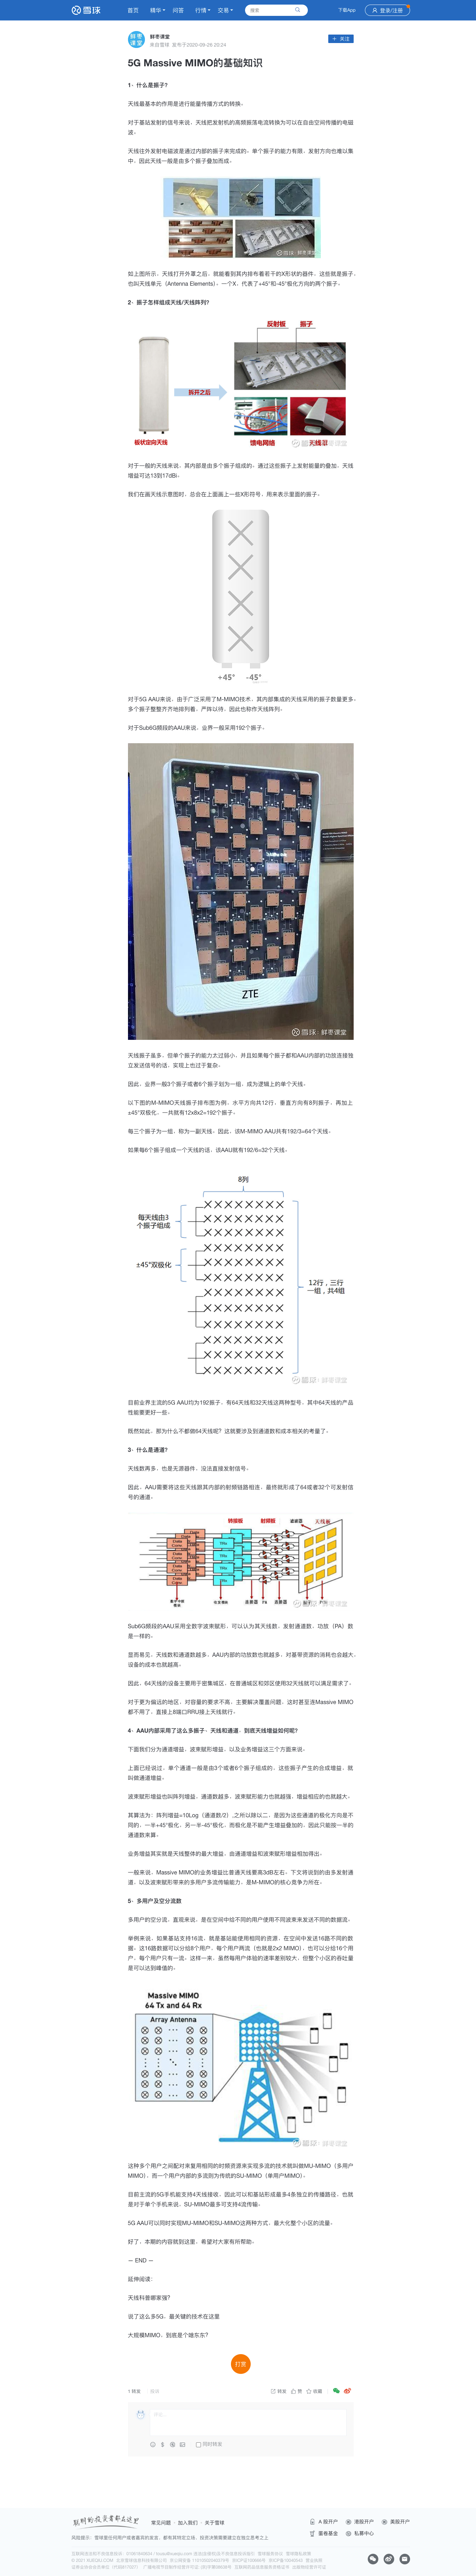 雪球
首页 精华 问答 行情 交易 搜索 下载App 登录/注册
鲜枣课堂
鲜枣课堂
来自雪球 发布于2020-09-26 20:24
+ 关注
5G Massive MIMO的基础知识
1、什么是振子?
天线最基本的作用是进行能量传播方式的转换。
对于基站发射的信号来说，天线把发射机的高频振荡电流转换为可以在自由空间传播的电磁
波。
天线往外发射电磁波是通过内部的振子来完成的。单个振子的能力有限，发射方向也难以集
中，因此天线一般是由多个振子叠加而成。
雪球：鲜枣课堂
如上图所示，天线打开外罩之后，就能看到其内排布着若干的X形状的器件，这些就是振子，
也叫天线单元（Antenna Elements）。一个X，代表了+45°和-45°极化方向的两个振子。
2、振子怎样组成天线/天线阵列?
反射板 振子
拆开之后
板状定向天线
馈电网络
天线罩
对于一般的天线来说，其内部是由多个振子组成的。通过这些振子上发射能量的叠加，天线
增益可达13到17dBi。
我们在画天线示意图时，总会在上面画上一些X形符号，用来表示里面的振子。
+45° -45°
对于5G AAU来说，由于广泛采用了M-MIMO技术，其内部集成的天线采用的振子数量更多。
多个振子整整齐齐地排列着，严阵以待，因此也称作天线阵列。
对于Sub6G频段的AAU来说，业界一般采用192个振子。
ZTE
雪球：鲜枣课堂
天线振子虽多，但单个振子的能力太过弱小，并且如果每个振子都和AAU内部的功放连接独
立发送信号的话，实现上也过于复杂。
因此，业界一般3个振子或者6个振子划为一组，成为逻辑上的单个天线。
以下图的M-MIMO天线振子排布图为例，水平方向共12行，垂直方向有8列振子，再加上
±45°双极化，一共就有12x8x2=192个振子。
每三个振子为一组，称为一副天线，因此，该M-MIMO AAU共有192/3=64个天线。
如果每6个振子组成一个天线的话，该AAU就有192/6=32个天线。
8列
每天线由3
个振子组成
±45°双极化
12行，三行
一组，共4组
目前业界主流的5G AAU均为192振子，有64天线和32天线这两种型号，其中64天线的产品
性能要更好一些。
既然如此，那为什么不都做64天线呢？这就要涉及到通道数和成本相关的考量了。
3、什么是通道?
天线数再多，也是无源器件，没法直接发射信号。
因此，AAU需要将这些天线跟其内部的射频链路相连，最终就形成了64或者32个可发射信
号的通道。
转接板 射频板 滤波器 天线板
连接器 PA 连接器
Sub6G频段的AAU采用全数字波束赋形，可以认为其天线数，发射通道数，功放（PA）数
是一样的。
显而易见，天线数和通道数越多，AAU内部的功放数也就越多，对基带资源的消耗也会越大，
设备的成本也就越高。
因此，64天线的设备主要用于密集城区，在普通城区和郊区使用32天线就可以满足需求了。
对于更为偏远的地区，对容量的要求不高，主要解决覆盖问题，这时甚至连Massive MIMO
都不用了，直接上8端口RRU接上天线就行。
4、AAU内部采用了这么多振子、天线和通道，到底天线增益如何呢?
下面我们分为通道增益、波束赋形增益、以及业务增益这三个方面来说。
上面已经说过，单个通道一般是由3个或者6个振子组成的，这些振子产生的合成增益，就
叫做通道增益。
波束赋形增益也叫阵列增益，通道数越多，波束赋形能力也就越强，增益相应的也就越大。
其算法为：阵列增益=10Log（通道数/2）,之所以除以二，是因为这些通道的极化方向是不
同的，一半+45°极化，另一半-45°极化，而极化是不能产生增益叠加的，因此只能按一半的
通道数来算。
业务增益其实就是天线整体的最大增益，由通道增益和波束赋形增益相加得出。
一般来说，Massive MIMO的业务增益比普通天线要高3dB左右，下文将说到的由多发射通
道，以及波束赋形带来的多用户多流传输能力，是M-MIMO的核心竞争力所在。
5、多用户及空分流数
多用户的空分流，直观来说，是在空间中给不同的用户使用不同波束来发送不同的数据流。
举例来说，如果基站支持16流，就是基站能使用相同的资源，在空间中发送16路不同的数
据，这16路数据可以分给8个用户，每个用户两流（也就是2x2 MIMO），也可以分给16个用
户，每个用户只有一流，这样一来，虽然每用户体验的速率差别较大，但整个小区的吞吐量
是可以达到峰值的。
Massive MIMO
64 Tx and 64 Rx
Antenna
Array
这种多个用户之间配对来复用相同的时频资源来实现多流的技术就叫做MU-MIMO（多用户
MIMO），而一个用户内部的多流则为传统的SU-MIMO（单用户MIMO）。
目前主流的5G手机能支持4天线接收，因此可以和基站形成最多4条独立的传播路径，也就
是对于单个手机来说，SU-MIMO最多可支持4流传输。
5G AAU可以同时实现MU-MIMO和SU-MIMO这两种方式，最大化整个小区的流量。
好了，本期的内容就到这里，希望对大家有所帮助。
— END —
延伸阅读：
天线科普哪家强?
说了这么多5G，最关键的技术在这里
大规模MIMO，到底是个啥东东?
打赏
1 转发
转发 赞 收藏
同时转发
聪明的投资者都在这里
常见问题 加入我们 关于雪球
A 股开户 港股开户 美股开户
蛋卷基金 私募中心
风险提示：雪球里任何用户或者嘉宾的发言，都有其特定立场，投资决策需要建立在独立思考之上